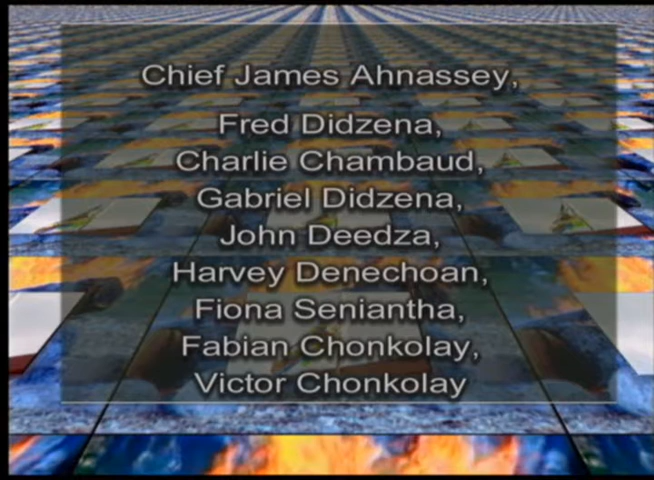 Chief James Ahnassey,
Fred Didzena,
Charlie Chambaud,
Gabriel Didzena,
John Deedza,
Harvey Denechoan,
Fiona Seniantha,
Fabian Chonkolay,
Victor Chonkolay